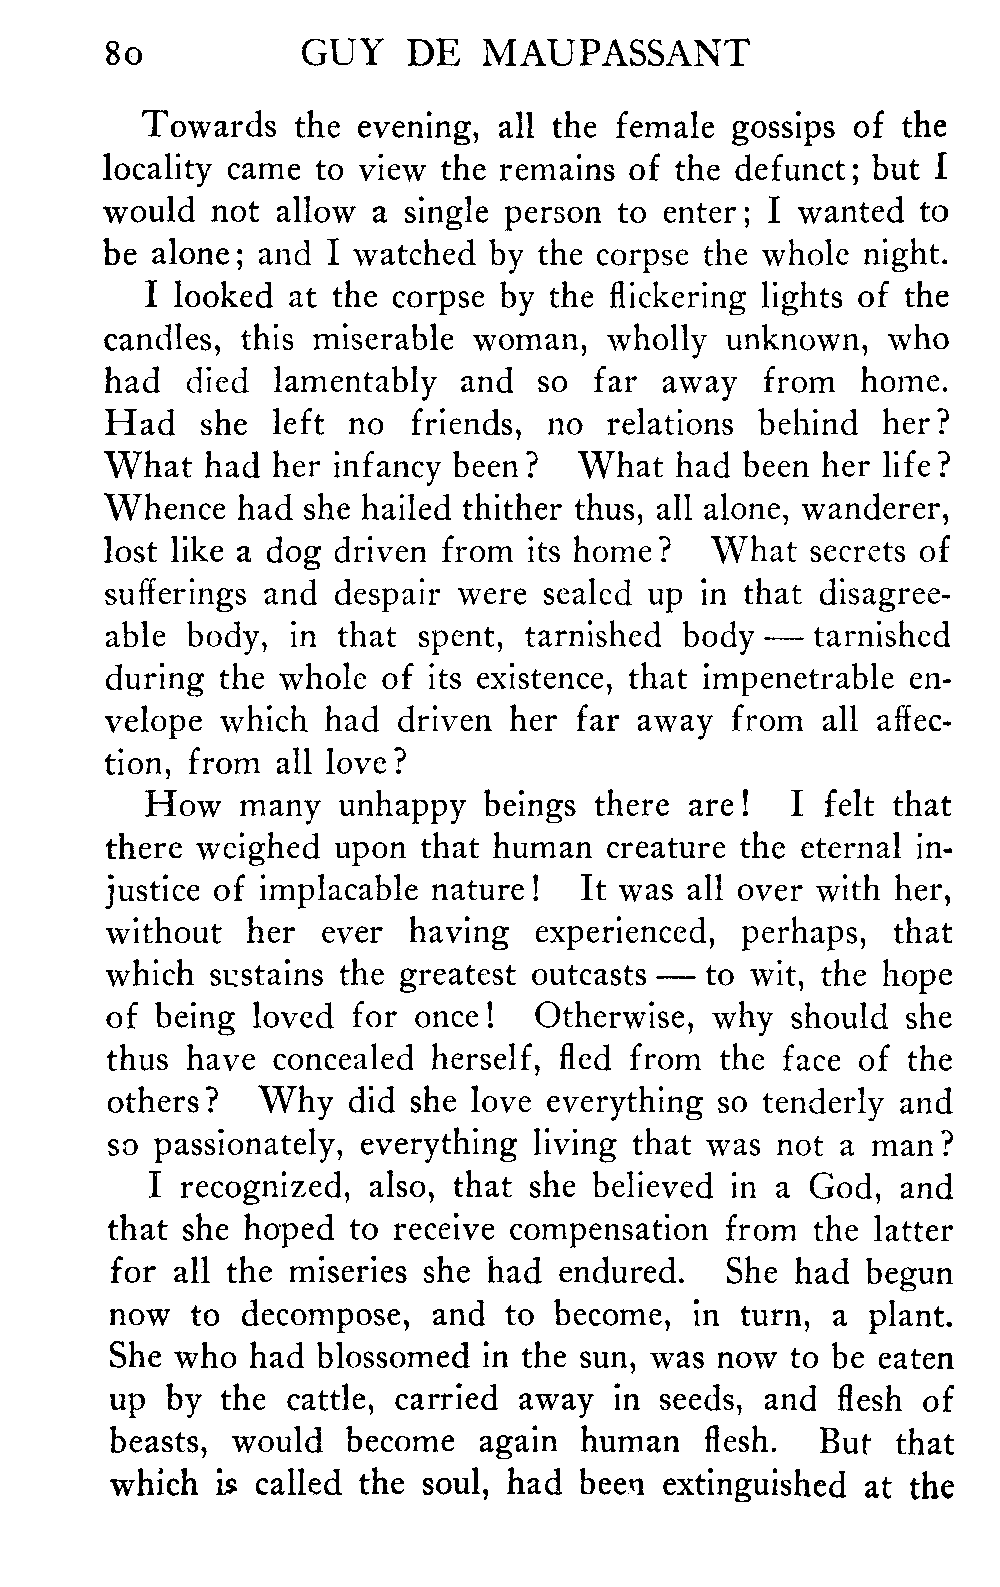 80 GUY DE MAUPASSANT
Towards the evening, all the female gossips of the
locality came to view the remains of the defunct; but I
would not allow a single person to enter; I wanted to
be alone; and I watched by the corpse the whole night.
I looked at the corpse by the flickering lights of the
candles, this miserable woman, wholly unknown, who
had died lamentably and so far away from home.
Had she left no friends, no relations behind her?
What had her infancy been? What had been her life?
Whence had she hailed thither thus, all alone, wanderer,
lost like a dog driven from its home? What secrets of
sufferings and despair were sealed up in that disagree-
able body, in that spent, tarnished body — tarnished
during the whole of its existence, that impenetrable en-
velope which had driven her far away from all affec-
tion, from all love?
How many unhappy beings there are! I felt that
there weighed upon that human creature the eternal in-
justice of implacable nature! It was all over with her,
without her ever having experienced, perhaps, that
which sustains the greatest outcasts — to wit, the hope
of being loved for once! Otherwise, why should she
thus have concealed herself, fled from the face of the
others? Why did she love everything so tenderly and
so passionately, everything living that was not a man?
I recognized, also, that she believed in a God, and
that she hoped to receive compensation from the latter
for all the miseries she had endured. She had begun
now to decompose, and to become, in turn, a plant.
She who had blossomed in the sun, was now to be eaten
up by the cattle, carried away in seeds, and flesh of
beasts, would become again human flesh. But that
which is called the soul, had been extinguished at the